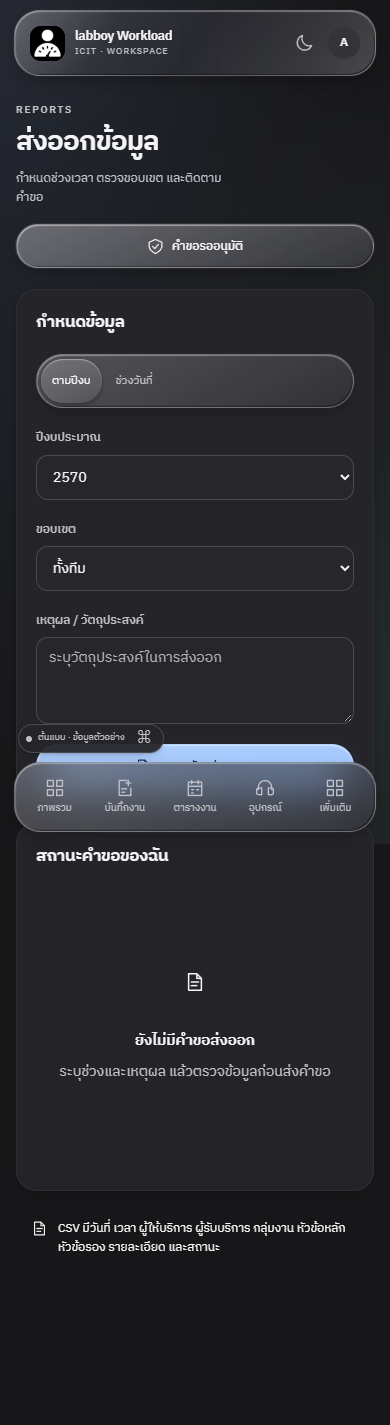 labboy Workload
ICIT · WORKSPACE
A
REPORTS
ส่งออกข้อมูล
กำหนดช่วงเวลา ตรวจขอบเขต และติดตาม
คำขอ
คำขอรออนุมัติ
กำหนดข้อมูล
ตามปีงบ ช่วงวันที่
ปีงบประมาณ
2570
ขอบเขต
ทั้งทีม
เหตุผล / วัตถุประสงค์
ระบุวัตถุประสงค์ในการส่งออก
ต้นแบบ · ข้อมูลตัวอย่าง ⌘
ภาพรวม บันทึกงาน ตารางงาน อุปกรณ์ เพิ่มเติม
สถานะคำขอของฉัน
ยังไม่มีคำขอส่งออก
ระบุช่วงและเหตุผล แล้วตรวจข้อมูลก่อนส่งคำขอ
CSV มีวันที่ เวลา ผู้ให้บริการ ผู้รับบริการ กลุ่มงาน หัวข้อหลัก
หัวข้อรอง รายละเอียด และสถานะ